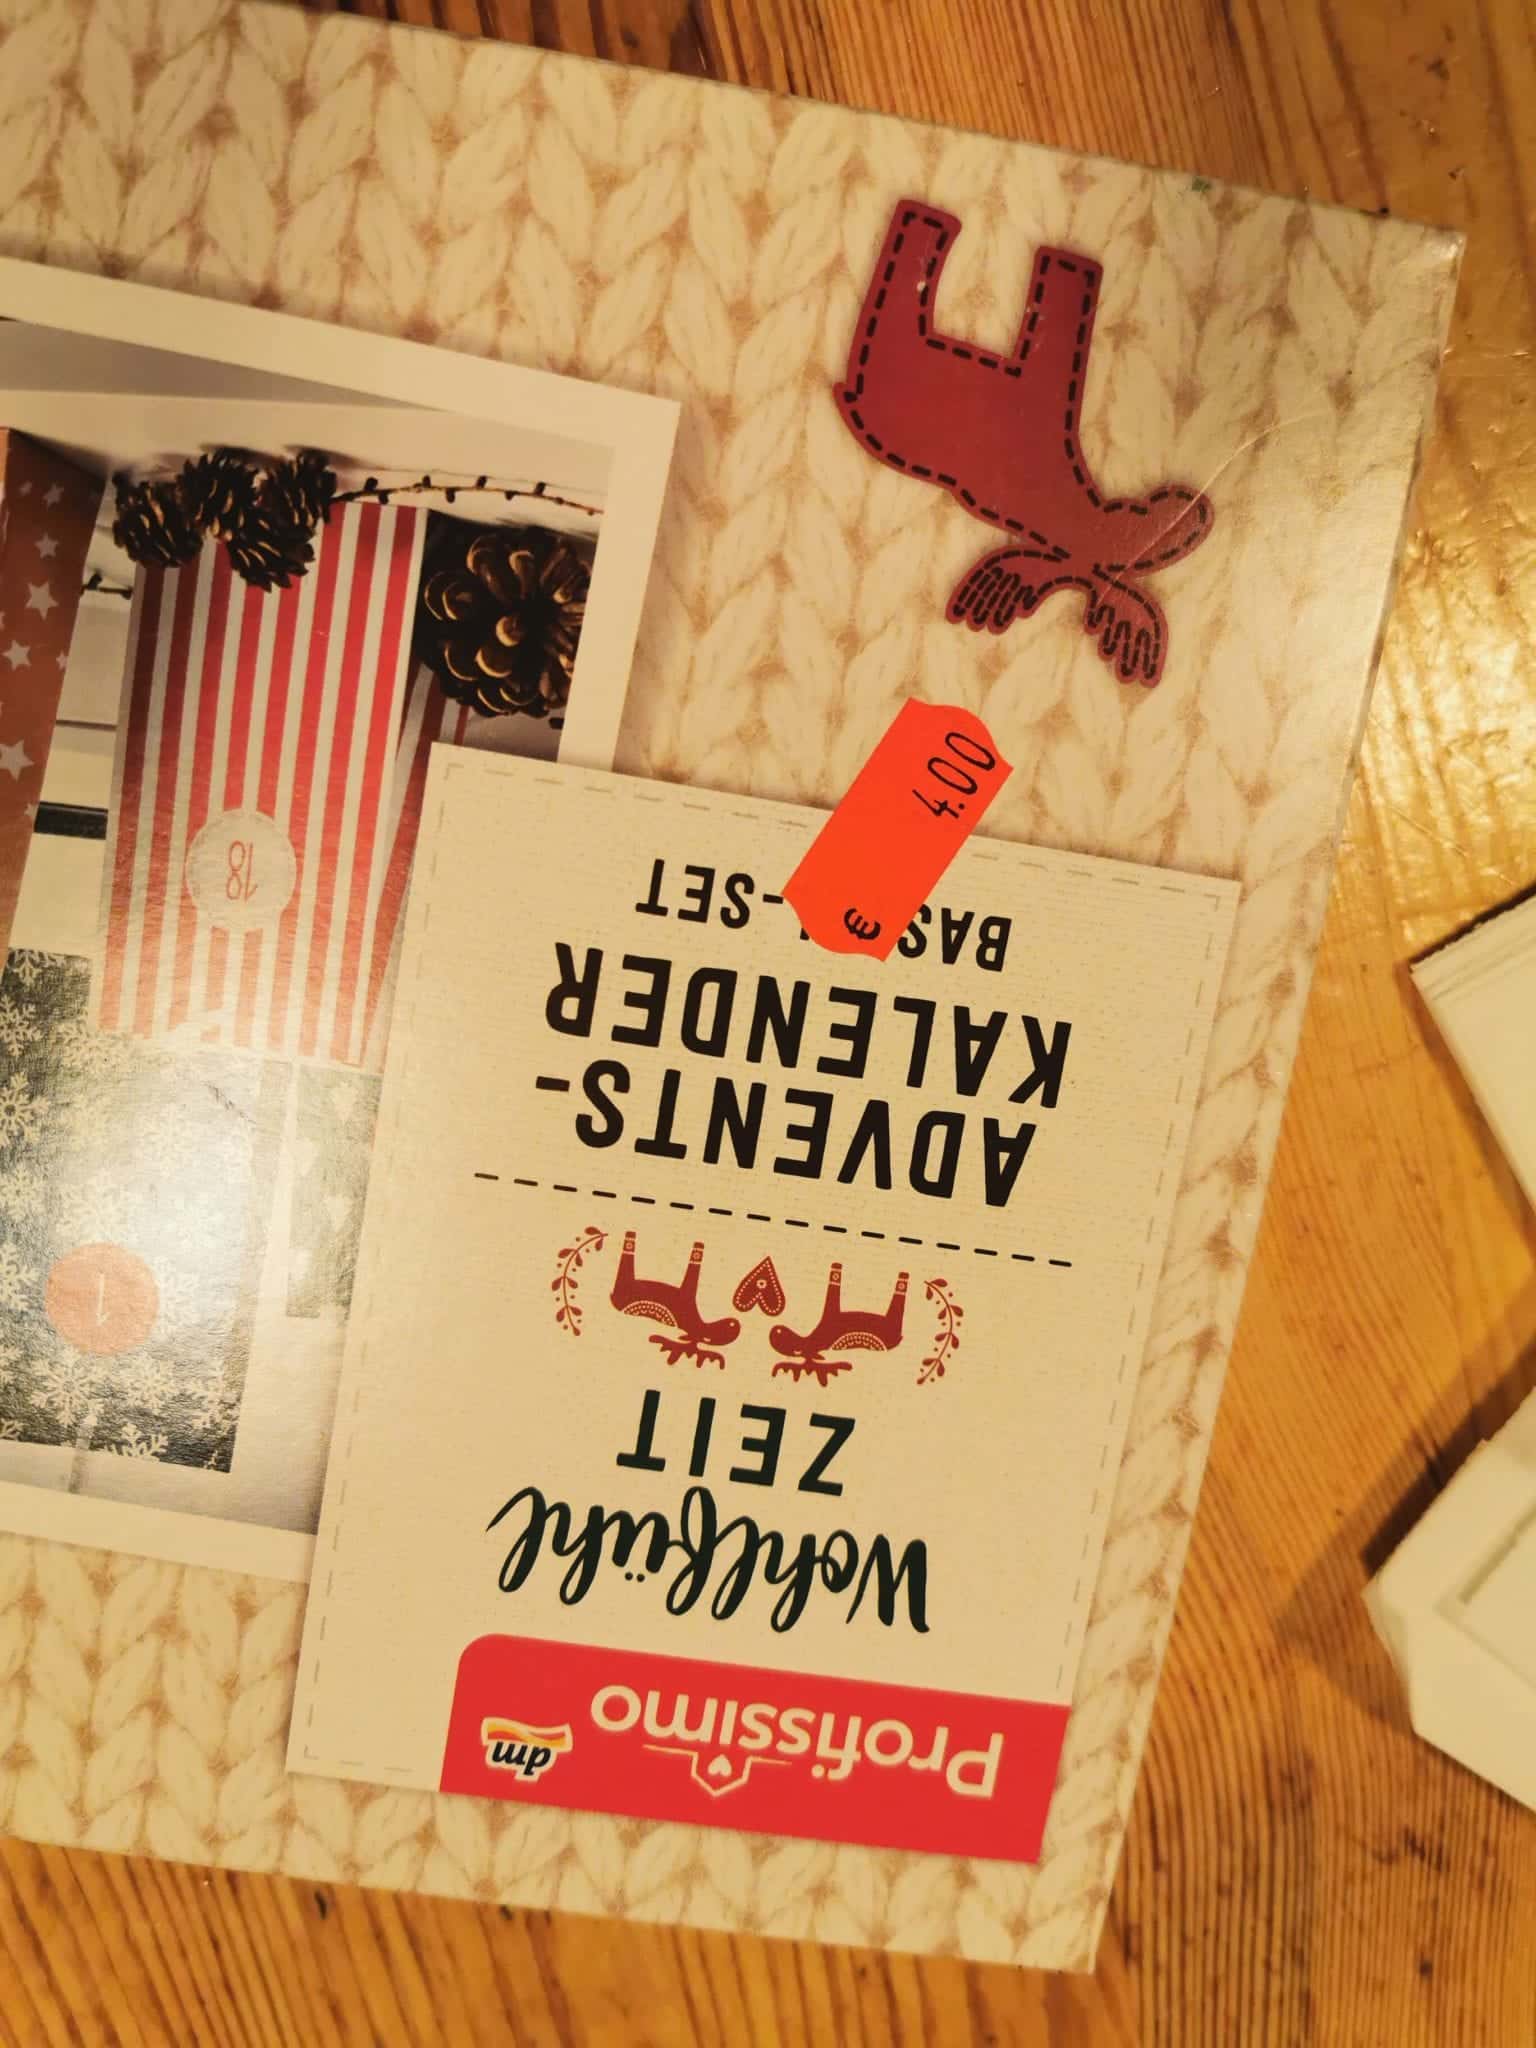 Profissimo
dm
Wohlfühl
ZEIT
ADVENTS-
KALENDER
-SET
€ 4.00
18
1